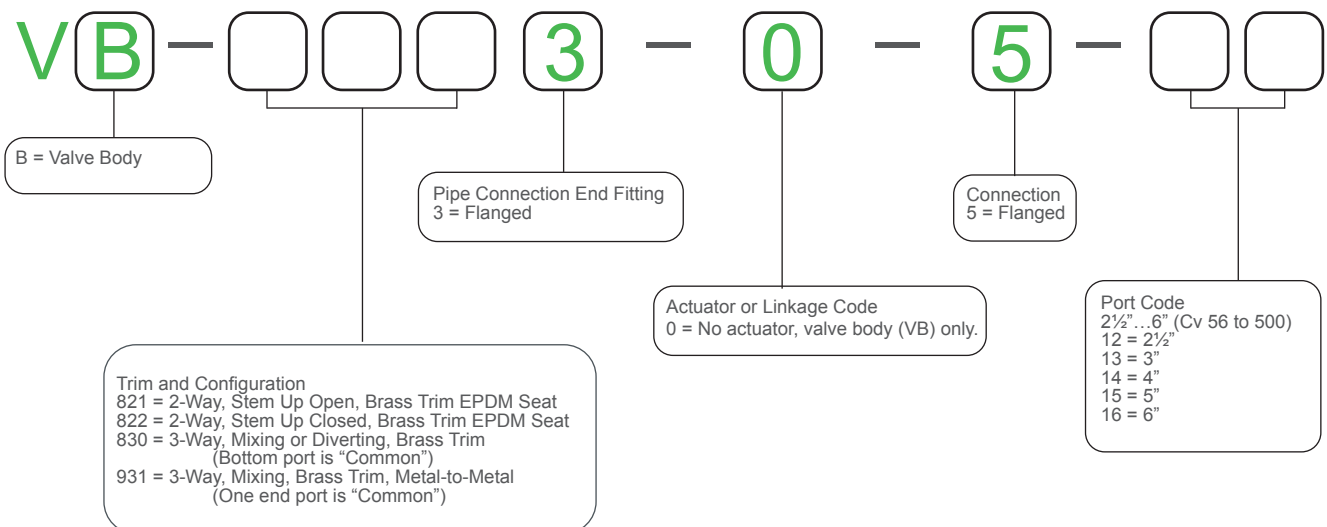 VB – 3 – 0 – 5 –
B = Valve Body
Pipe Connection End Fitting
3 = Flanged
Connection
5 = Flanged
Actuator or Linkage Code
0 = No actuator, valve body (VB) only.
Port Code
2½”…6” (Cv 56 to 500)
12 = 2½”
13 = 3”
14 = 4”
15 = 5”
16 = 6”
Trim and Configuration
821 = 2-Way, Stem Up Open, Brass Trim EPDM Seat
822 = 2-Way, Stem Up Closed, Brass Trim EPDM Seat
830 = 3-Way, Mixing or Diverting, Brass Trim
(Bottom port is “Common”)
931 = 3-Way, Mixing, Brass Trim, Metal-to-Metal
(One end port is “Common”)